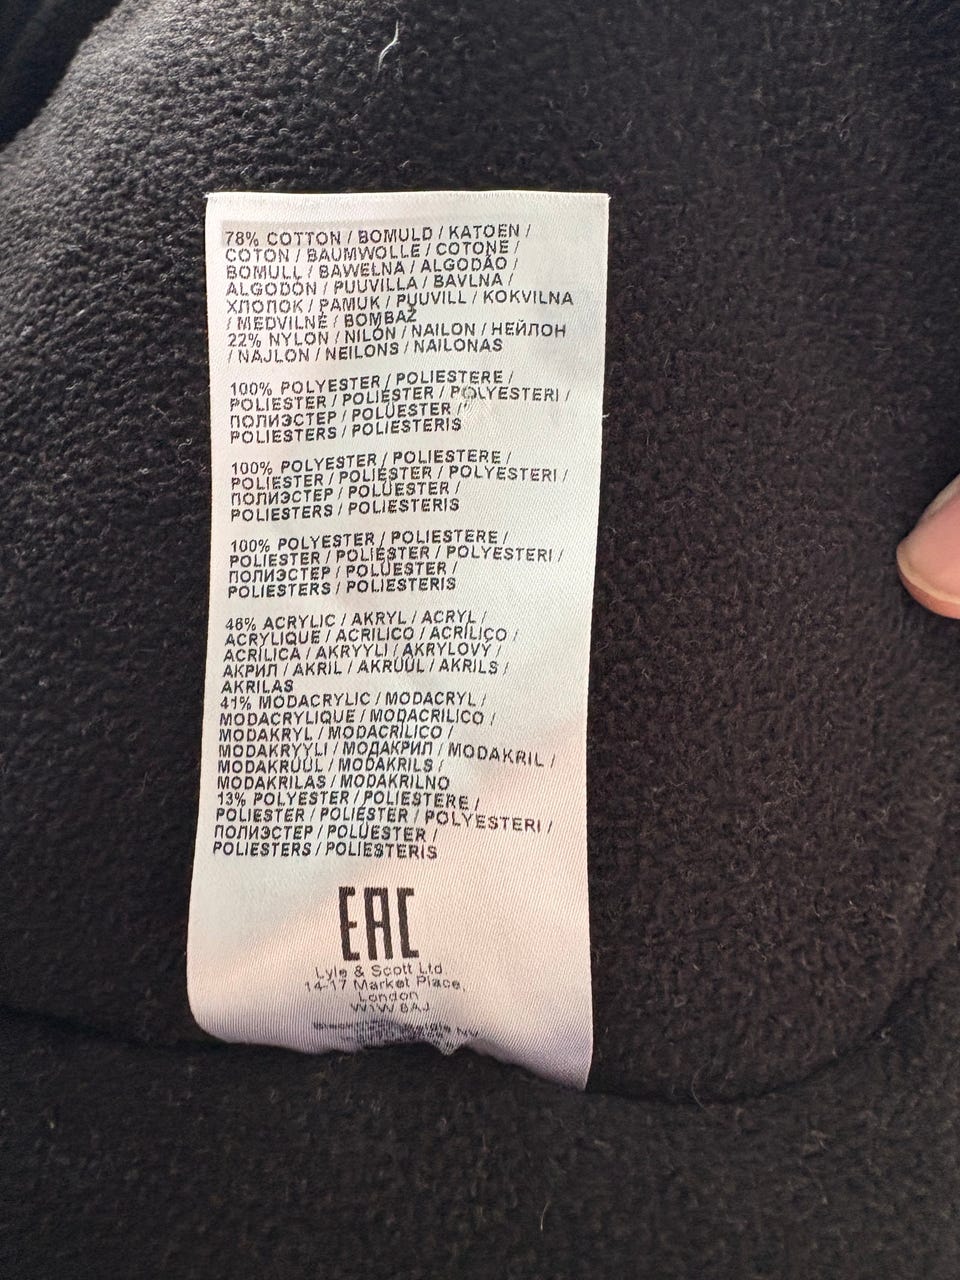 78% COTTON / BOMULD / KATOEN /
COTON / BAUMWOLLE / COTONE /
BOMULL / BAWEŁNA / ALGODÃO /
ALGODÓN / PUUVILLA / BAVLNA /
ХЛОПОК / PAMUK / PUUVILL / KOKVILNA
/ MEDVILNĖ / BOMBAŽ
22% NYLON / NILÓN / NAILON / НЕЙЛОН
/ NAJLON / NEILONS / NAILONAS
100% POLYESTER / POLIESTERE /
POLIESTER / POLIÉSTER / POLYESTERI /
ПОЛИЭСТЕР / POLÜESTER /
POLIESTERS / POLIESTERIS
100% POLYESTER / POLIESTERE /
POLIESTER / POLIÉSTER / POLYESTERI /
ПОЛИЭСТЕР / POLÜESTER /
POLIESTERS / POLIESTERIS
100% POLYESTER / POLIESTERE /
POLIESTER / POLIÉSTER / POLYESTERI /
ПОЛИЭСТЕР / POLÜESTER /
POLIESTERS / POLIESTERIS
46% ACRYLIC / AKRYL / ACRYL /
ACRYLIQUE / ACRILICO / ACRÍLICO /
ACRÍLICA / AKRYYLI / AKRYLOVÝ /
АКРИЛ / AKRIL / AKRÜÜL / AKRILS /
AKRILAS
41% MODACRYLIC / MODACRYL /
MODACRYLIQUE / MODACRILICO /
MODAKRYL / MODACRÍLICO /
MODAKRYYLI / МОДАКРИЛ / MODAKRIL /
MODAKRÜÜL / MODAKRILS /
MODAKRILAS / MODAKRILNO
13% POLYESTER / POLIESTERE /
POLIESTER / POLIÉSTER / POLYESTERI /
ПОЛИЭСТЕР / POLÜESTER /
POLIESTERS / POLIESTERIS
EAC
Lyle & Scott Ltd.
14-17 Market Place,
London
W1W 8AJ
NV